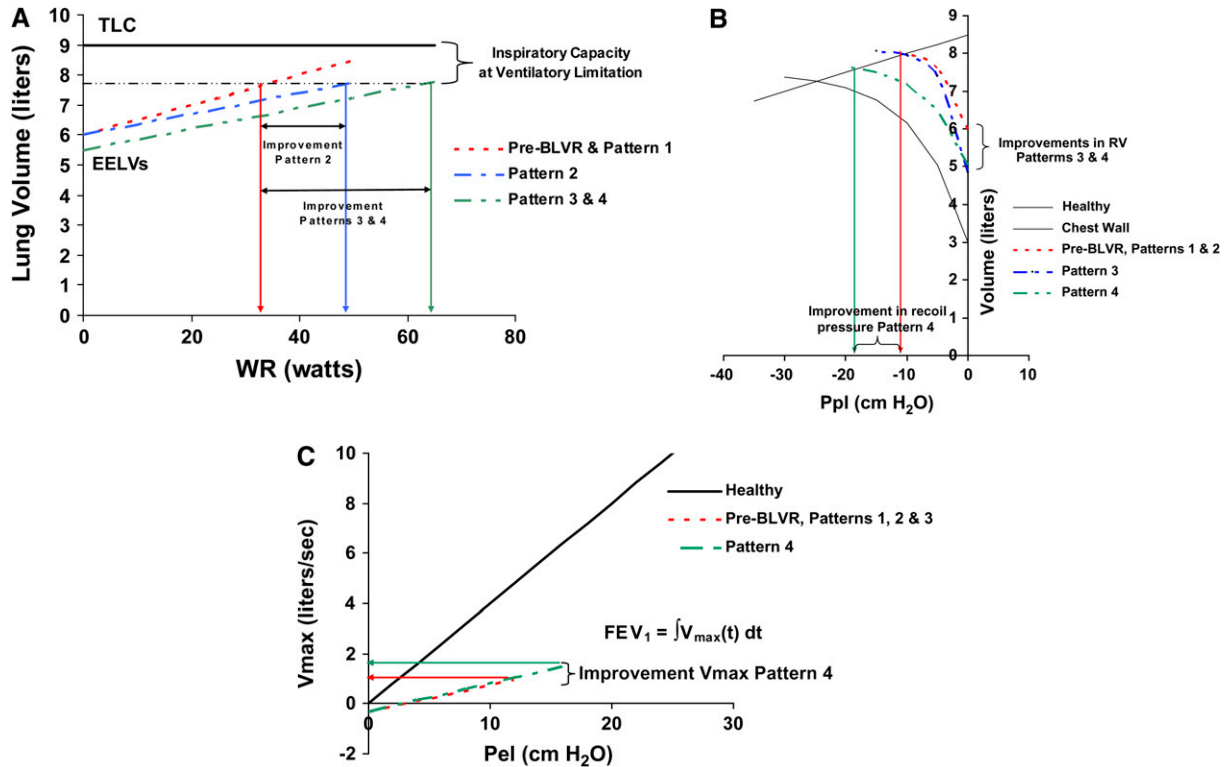 A
TLC
Lung Volume (liters)
10
9
8
7
6
5
4
3
2
1
0
EELVs
Inspiratory Capacity
at Ventilatory Limitation
Improvement
Pattern 2
Improvement
Patterns 3 & 4
Pre-BLVR & Pattern 1
Pattern 2
Pattern 3 & 4
0 20 40 60 80
WR (watts)
B
9
8
7
6
5
4
3
2
1
0
Volume (liters)
Improvements in RV
Patterms 3 & 4
Healthy
Chest Wall
Pre-BLVR, Patterns 1 & 2
Pattern 3
Pattern 4
Improvement in recoil
pressure Pattern 4
-40 -30 -20 -10 0 10
Ppl (cm H₂O)
C
Vmax (liters/sec)
10
8
6
4
2
0
-2
Healthy
Pre-BLVR, Patterns 1, 2 & 3
Pattern 4
FEV₁ = ∫Vmax(t) dt
Improvement Vmax Pattern 4
0 10 20 30
Pel (cm H₂O)